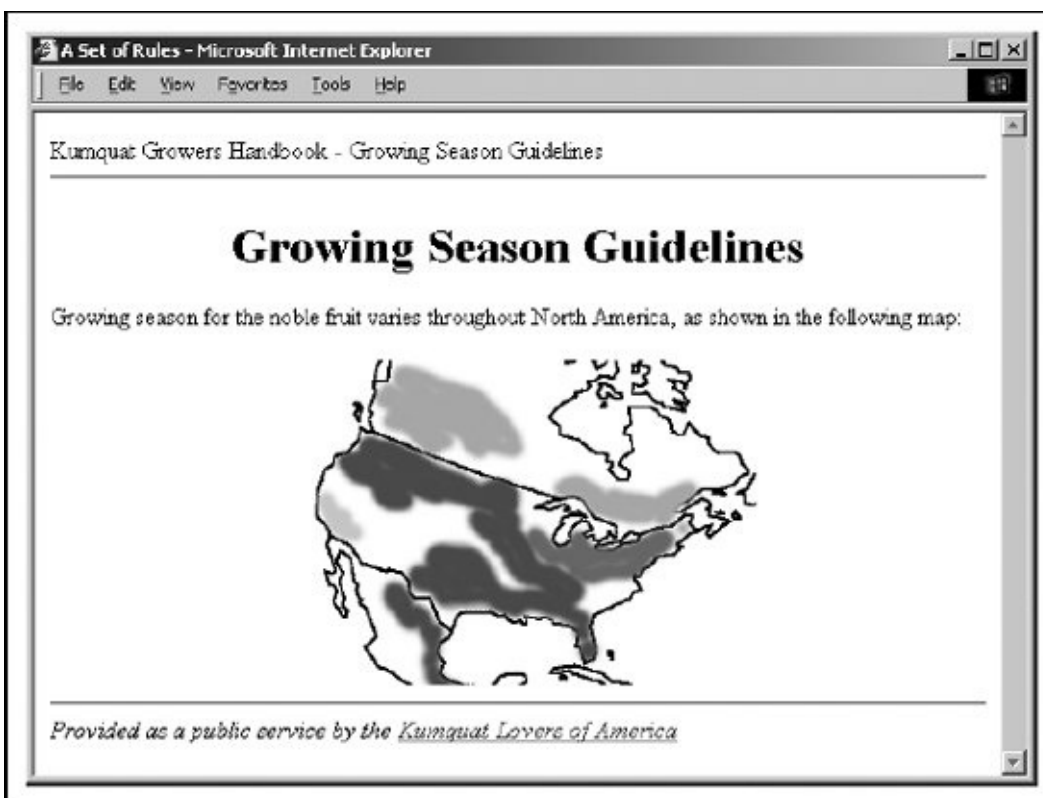 A Set of Rules - Microsoft Internet Explorer
File Edit View Favorites Tools Help
Kumquat Growers Handbook - Growing Season Guidelines
Growing Season Guidelines
Growing season for the noble fruit varies throughout North America, as shown in the following map:
Provided as a public service by the Kumquat Lovers of America